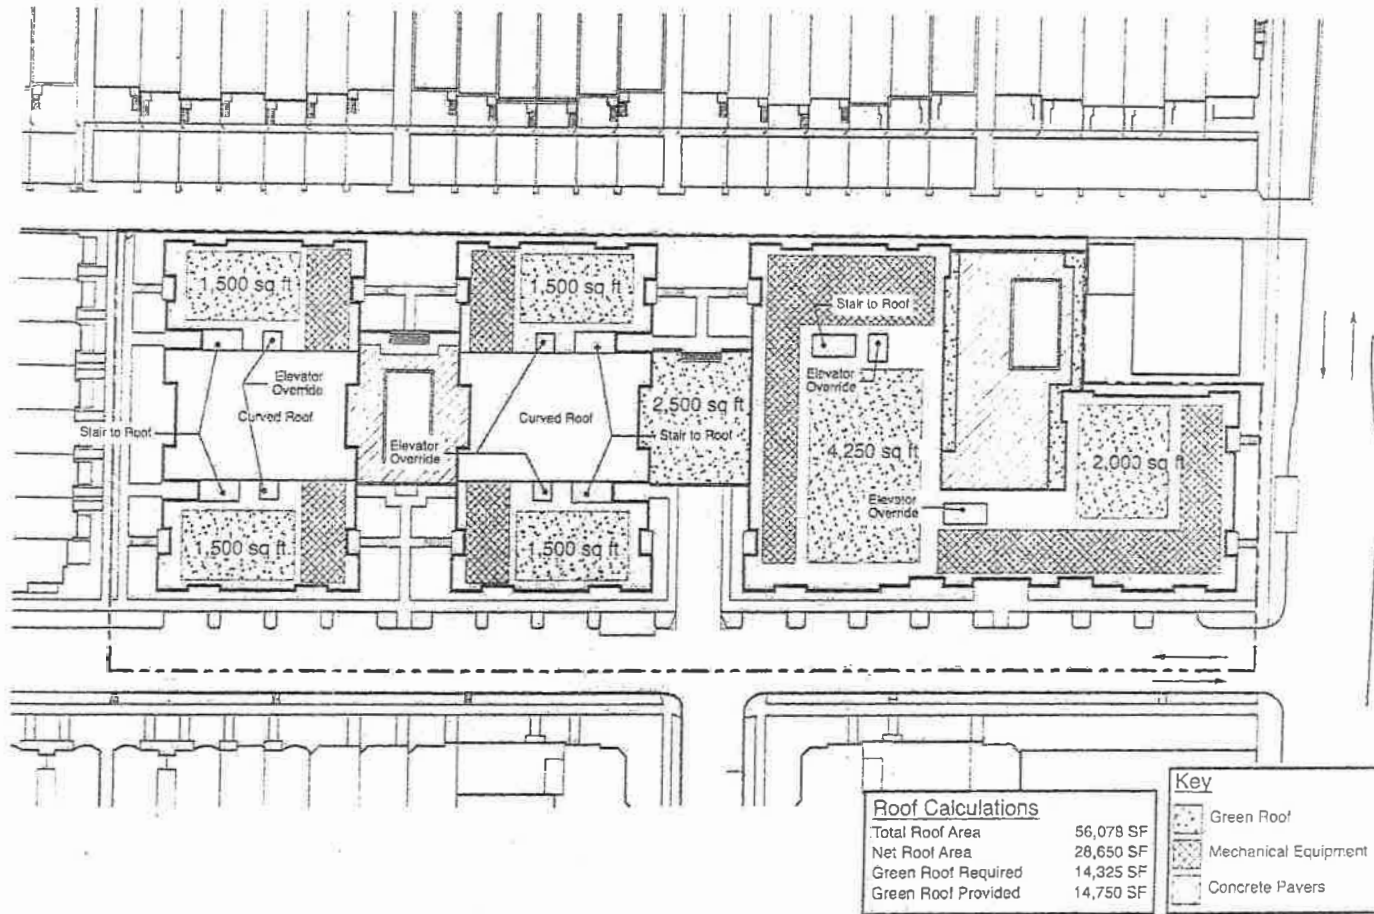 1,500 sq ft
1,500 sq ft
Stair to Roof
Elevator
Override
Elevator
Override
Curved Roof
Curved Roof
2,500 sq ft
Stair to Roof
Stair to Roof
Elevator
Override
4,250 sq ft
2,000 sq ft
Elevator
Override
1,500 sq ft
1,500 sq ft
Roof Calculations
Total Roof Area 56,078 SF
Net Roof Area 28,650 SF
Green Roof Required 14,325 SF
Green Roof Provided 14,750 SF
Key
Green Roof
Mechanical Equipment
Concrete Pavers